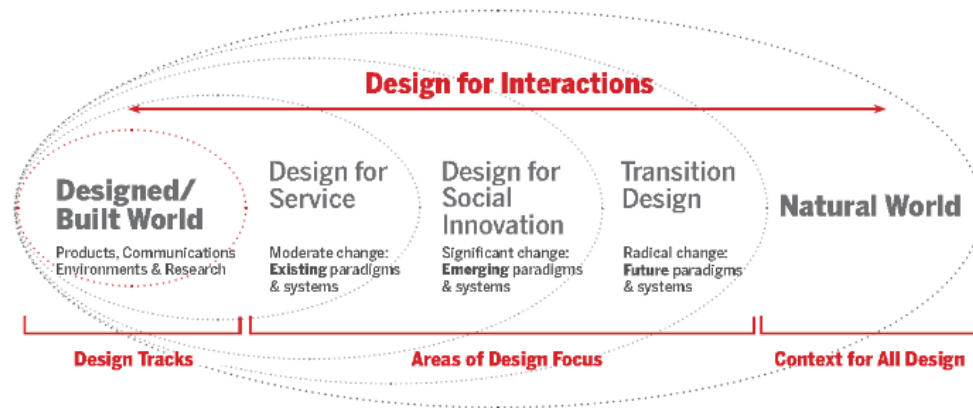 Design for Interactions
Designed/
Built World
Products, Communications
Environments & Research
Design for
Service
Moderate change:
Existing paradigms
& systems
Design for
Social
Innovation
Significant change:
Emerging paradigms
& systems
Transition
Design
Radical change:
Future paradigms
& systems
Natural World
Design Tracks
Areas of Design Focus
Context for All Design